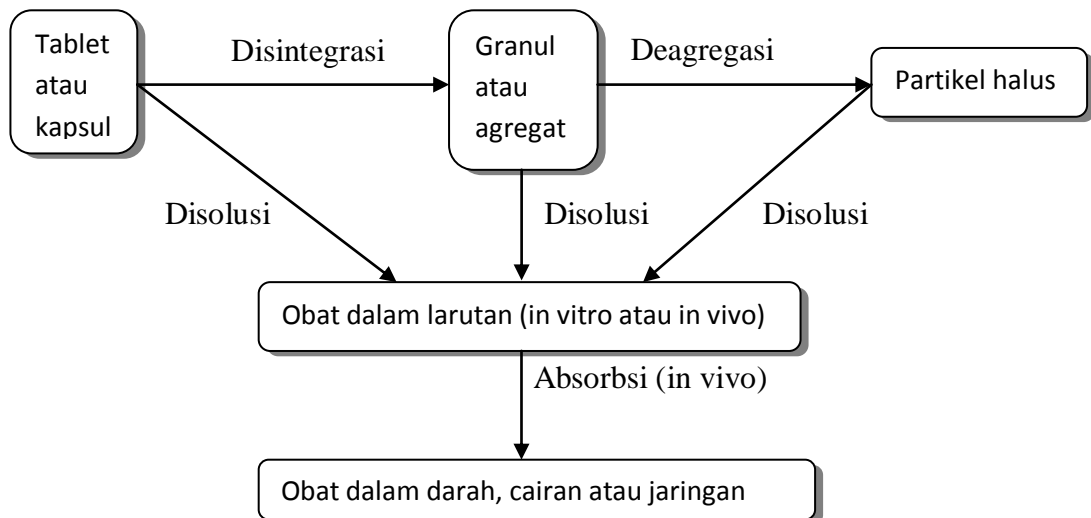 Tablet
atau
kapsul
Disintegrasi
Granul
atau
agregat
Deagregasi
Partikel halus
Disolusi
Disolusi
Disolusi
Obat dalam larutan (in vitro atau in vivo)
Absorbsi (in vivo)
Obat dalam darah, cairan atau jaringan